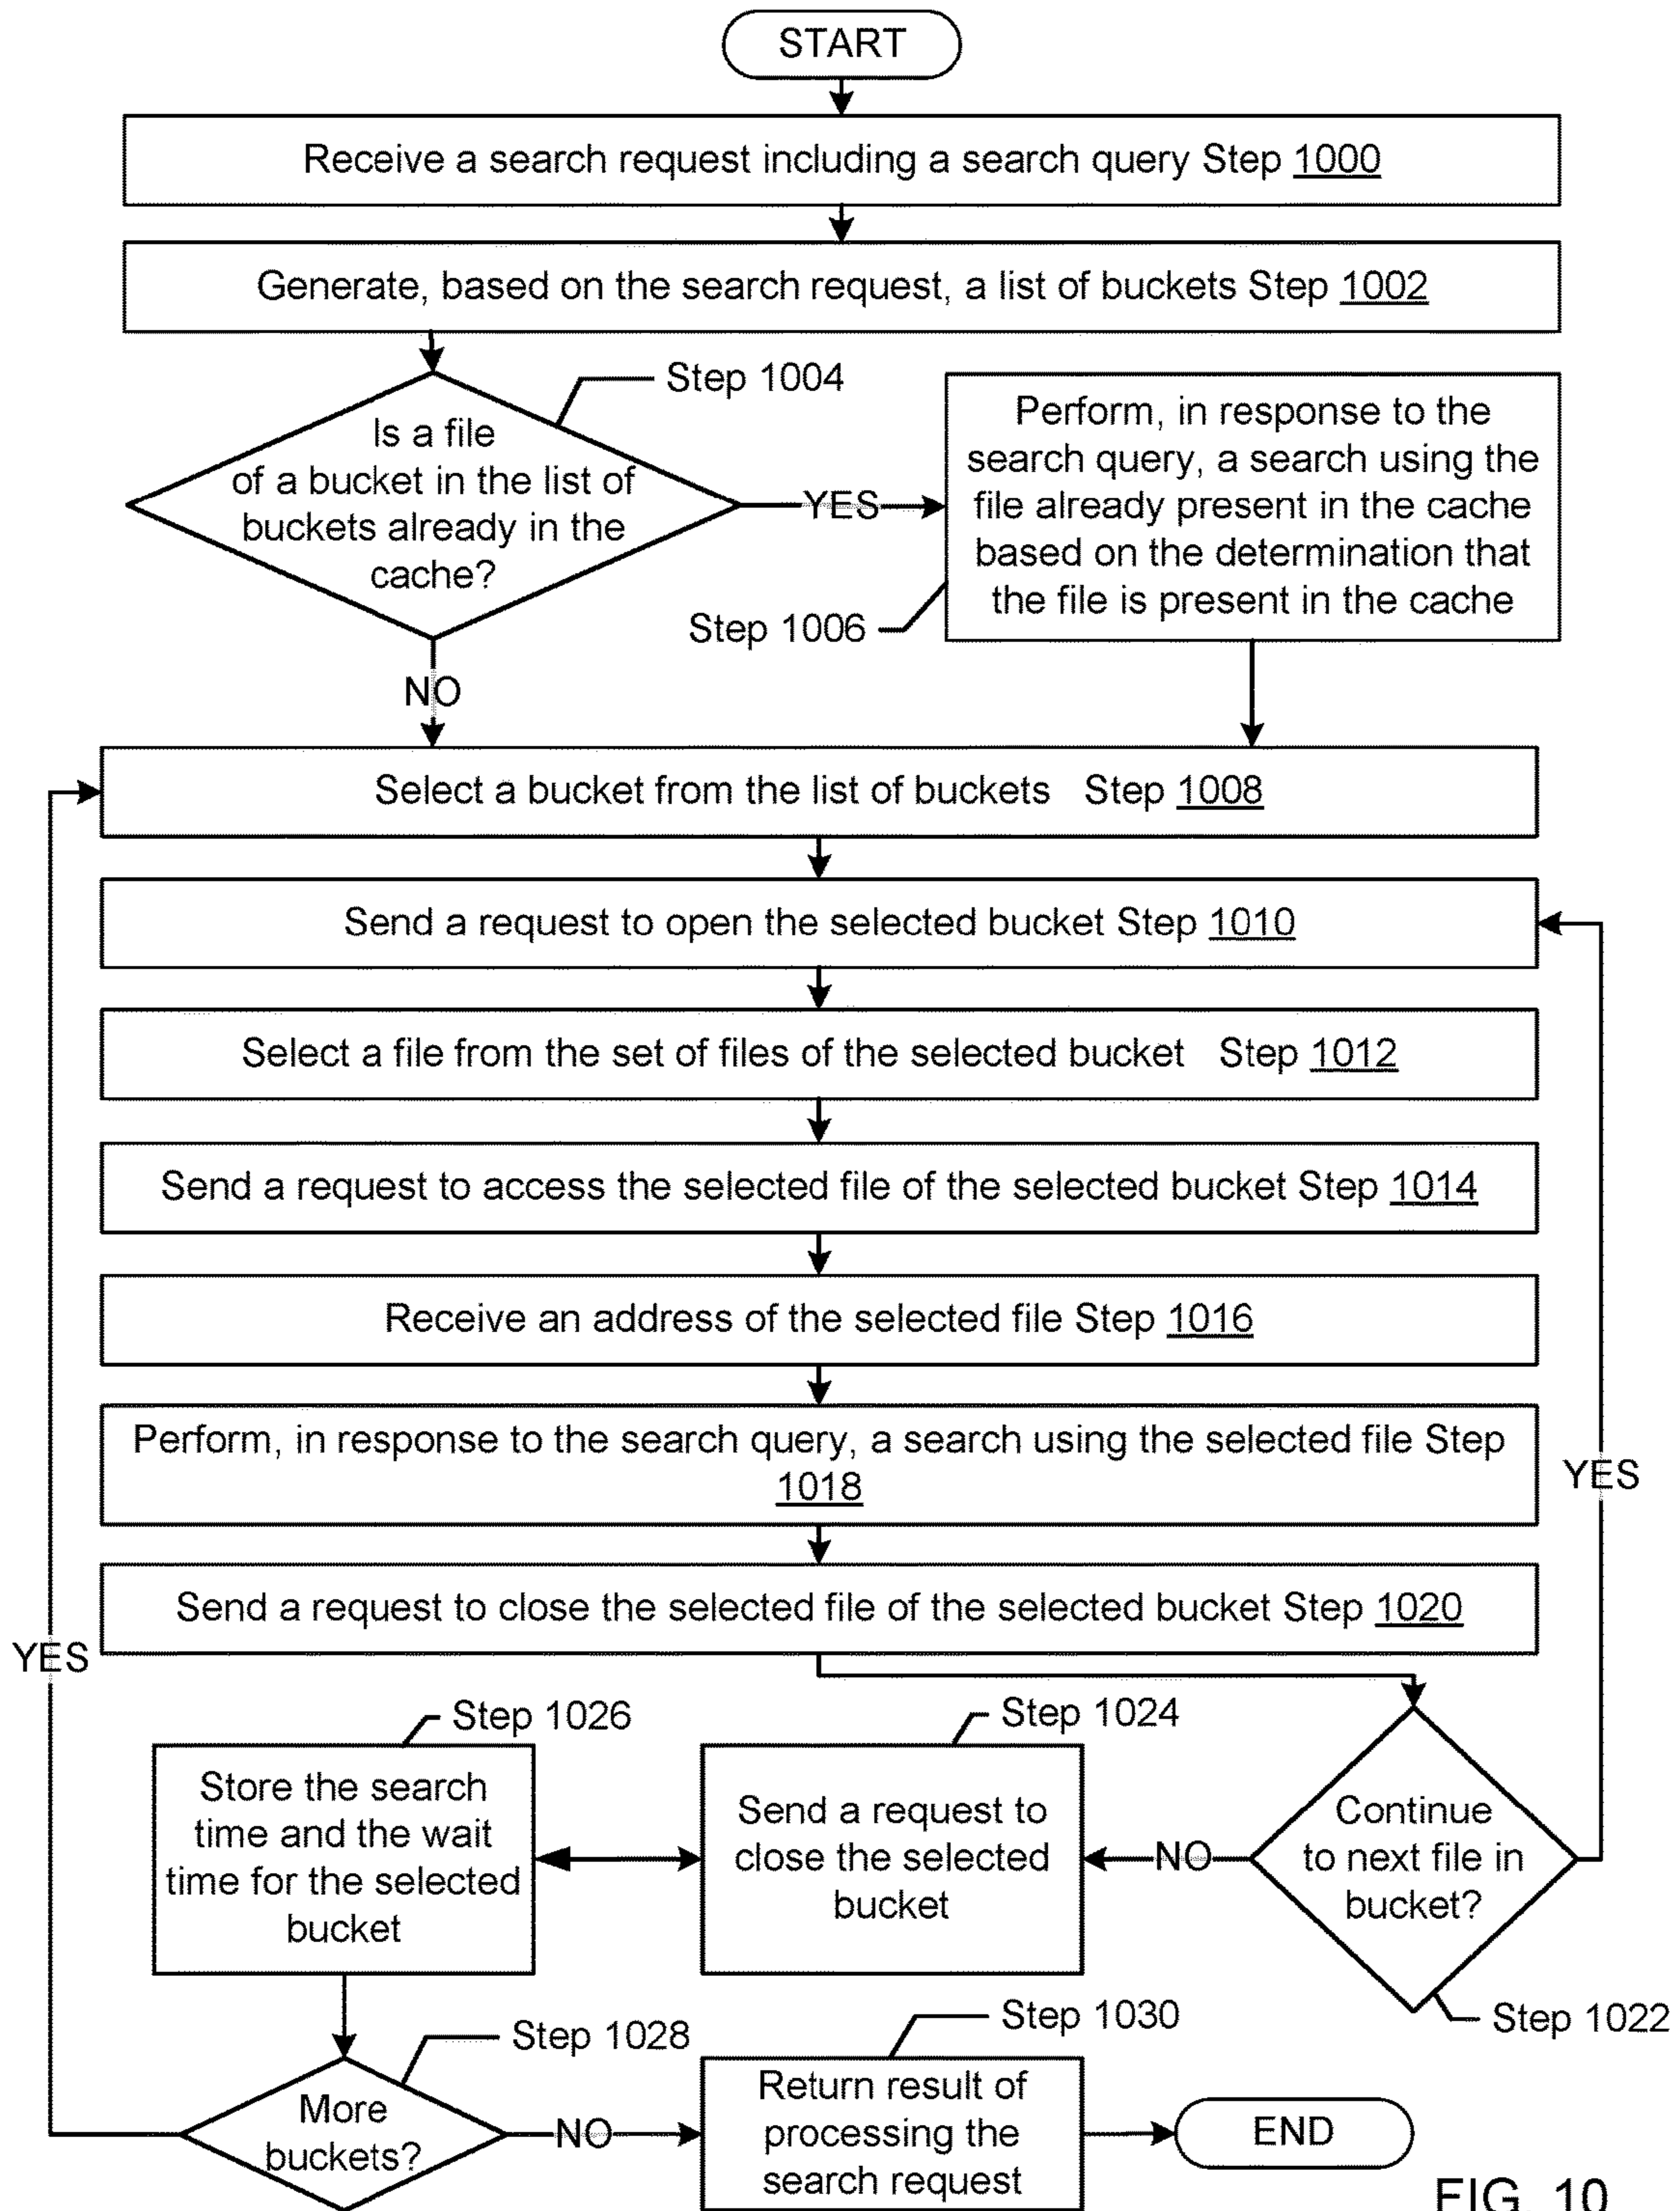 START
Receive a search request including a search query Step 1000
Generate, based on the search request, a list of buckets Step 1002
Step 1004
Is a file
of a bucket in the list of
buckets already in the
cache?
YES
Perform, in response to the
search query, a search using the
file already present in the cache
based on the determination that
the file is present in the cache
Step 1006
NO
Select a bucket from the list of buckets Step 1008
Send a request to open the selected bucket Step 1010
Select a file from the set of files of the selected bucket Step 1012
Send a request to access the selected file of the selected bucket Step 1014
Receive an address of the selected file Step 1016
Perform, in response to the search query, a search using the selected file Step
1018
YES
Send a request to close the selected file of the selected bucket Step 1020
YES
Step 1026
Store the search
time and the wait
time for the selected
bucket
Step 1024
Send a request to
close the selected
bucket
NO
Continue
to next file in
bucket?
Step 1022
Step 1028
More
buckets?
NO
Step 1030
Return result of
processing the
search request
END
FIG. 10